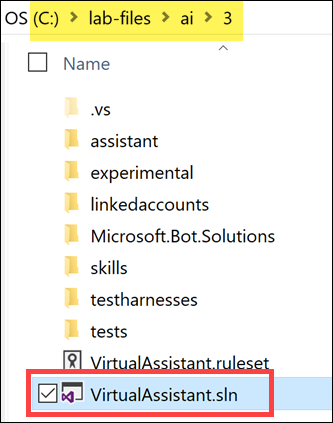 OS (C:) > lab-files > ai > 3
Name
.vs
assistant
experimental
linkedaccounts
Microsoft.Bot.Solutions
skills
testharnesses
tests
VirtualAssistant.ruleset
VirtualAssistant.sln